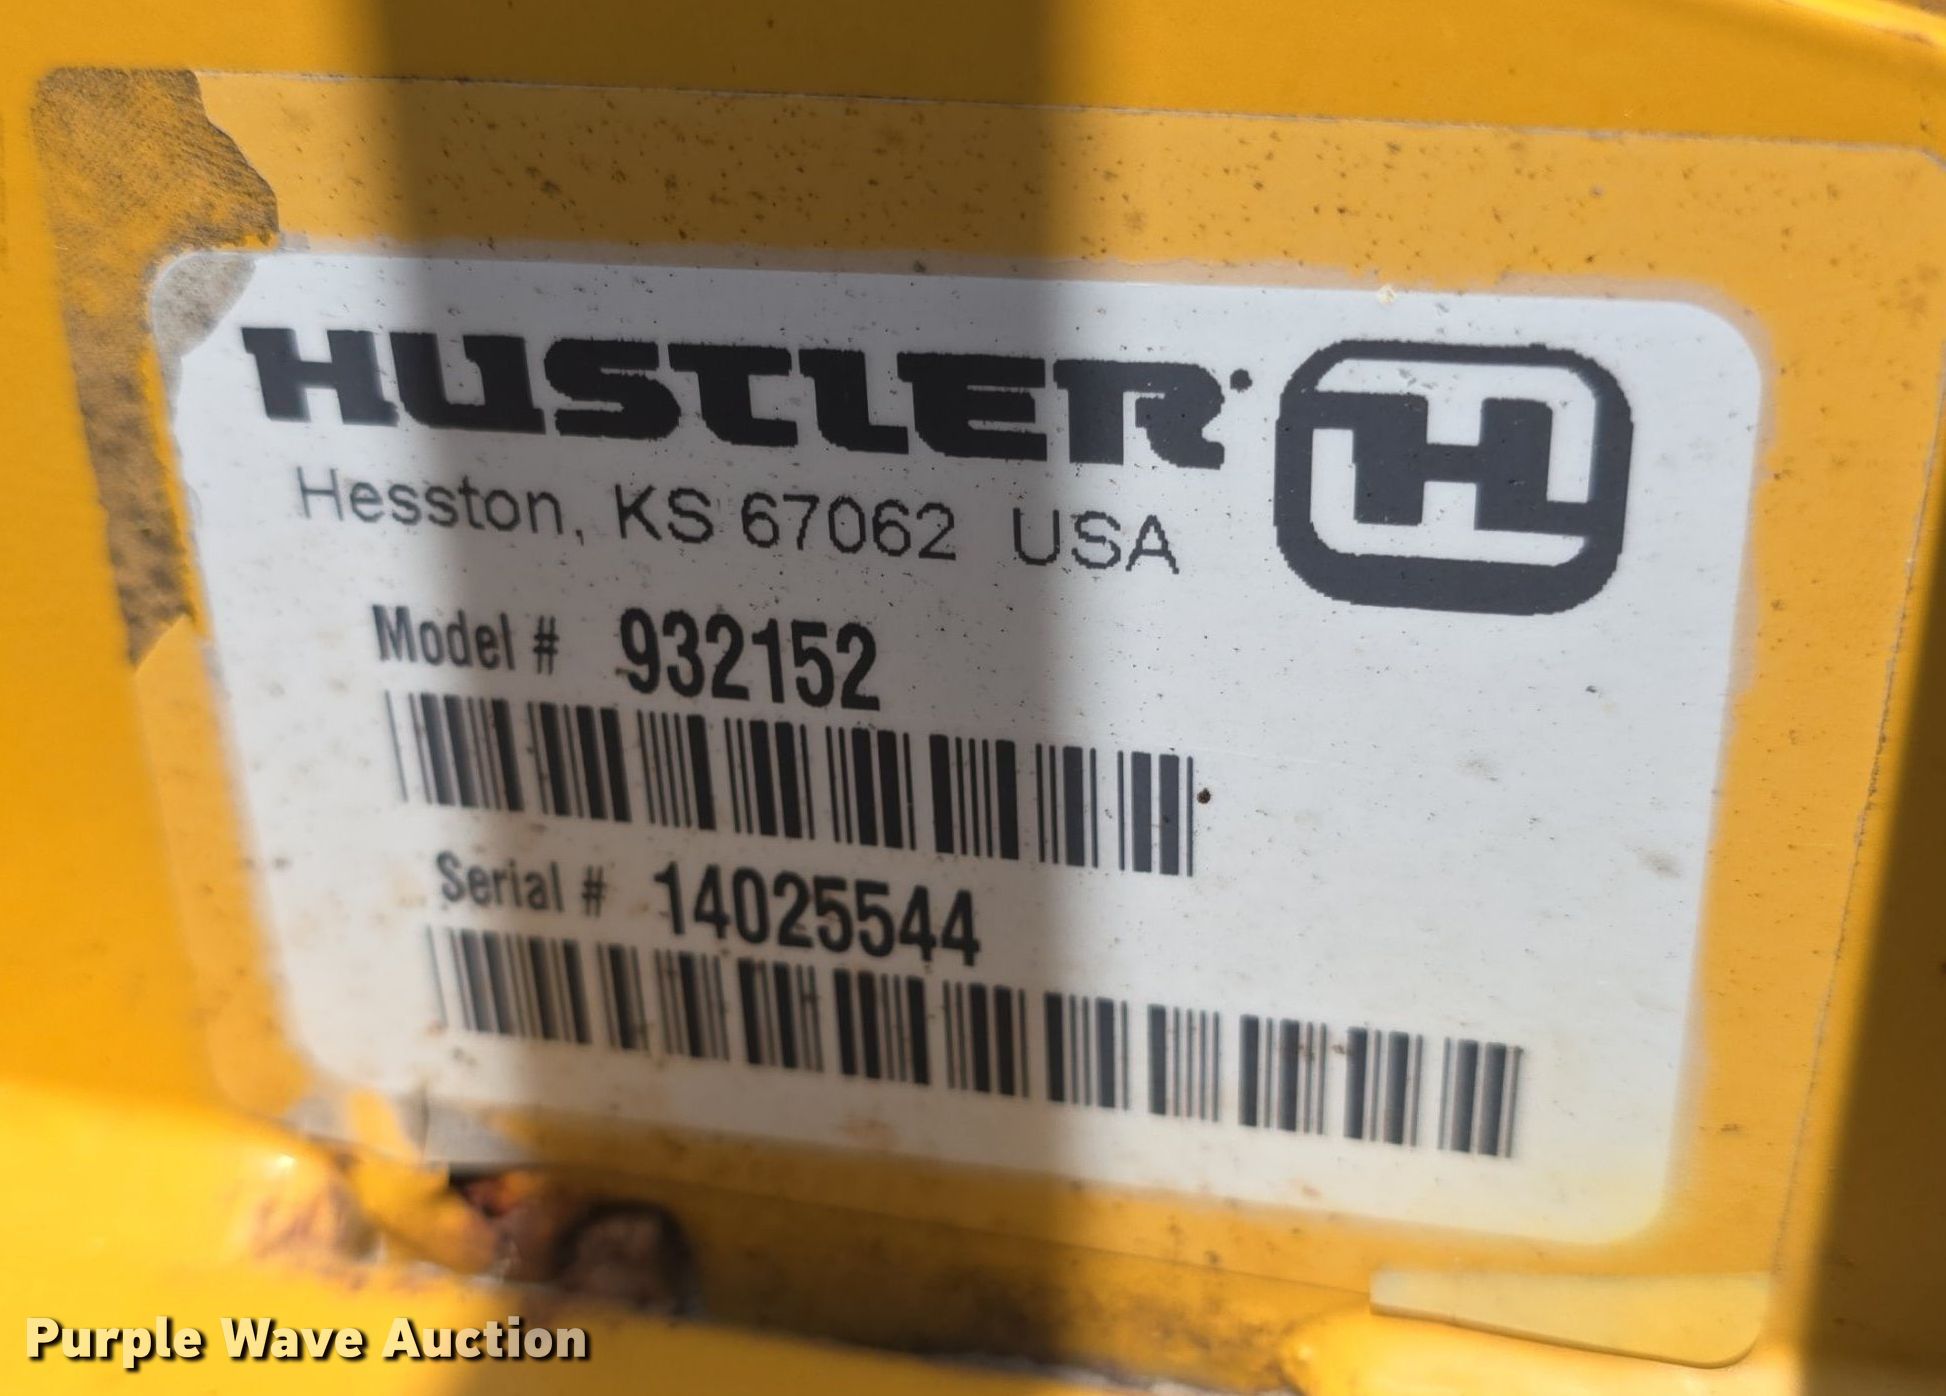 HUSTLER
H
Hesston, KS 67062 USA
Model # 932152
Serial # 14025544
Purple Wave Auction